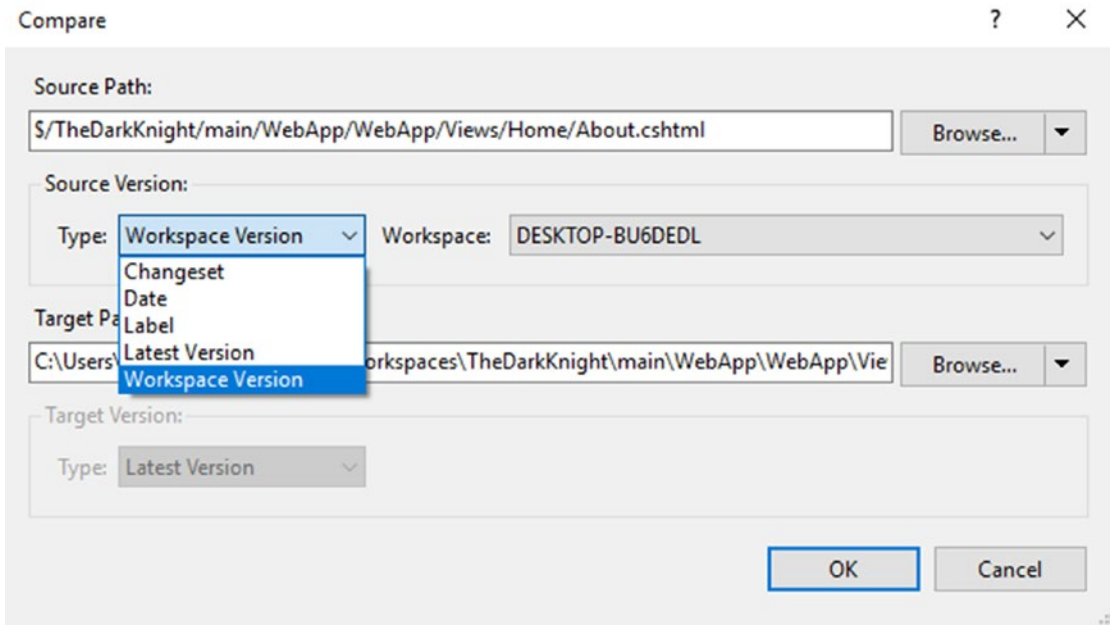 Compare ?
Source Path:
$/TheDarkKnight/main/WebApp/WebApp/Views/Home/About.cshtml Browse...
Source Version:
Type: Workspace Version Workspace: DESKTOP-BU6DEDL
Changeset
Date
Label
Latest Version
Workspace Version
Target Pa
C:\Users\ orkspaces\TheDarkKnight\main\WebApp\WebApp\Vie Browse...
Target Version:
Type: Latest Version
OK Cancel